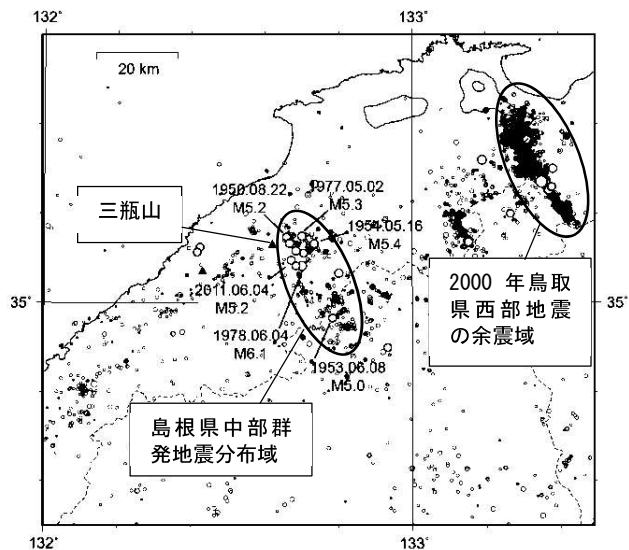 132°
133°
20 km
1950.08.22
M5.2
1977.05.02
M5.3
三瓶山
1954.05.16
M5.4
2000 年鳥取
県西部地震
の余震域
2011.06.04
M5.2
35°
35°
1978.06.04
M6.1
1953.06.08
M5.0
島根県中部群
発地震分布域
132°
133°